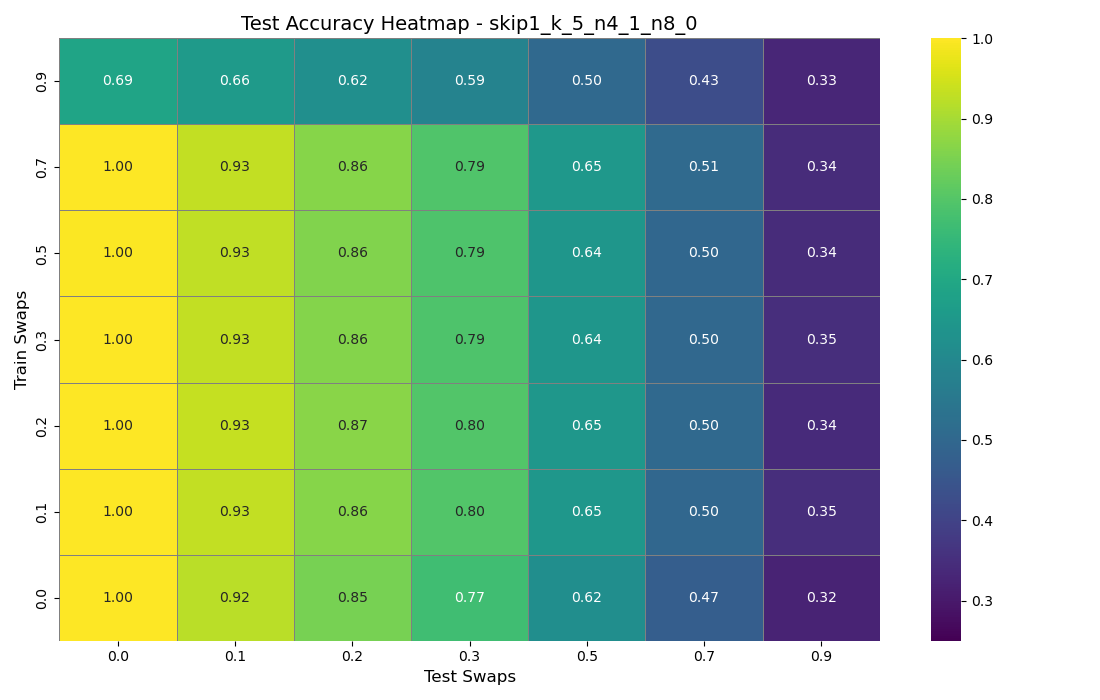 Test Accuracy Heatmap - skip1_k_5_n4_1_n8_0
0.9 0.69 0.66 0.62 0.59 0.50 0.43 0.33
0.7 1.00 0.93 0.86 0.79 0.65 0.51 0.34
0.5 1.00 0.93 0.86 0.79 0.64 0.50 0.34
0.3 1.00 0.93 0.86 0.79 0.64 0.50 0.35
0.2 1.00 0.93 0.87 0.80 0.65 0.50 0.34
0.1 1.00 0.93 0.86 0.80 0.65 0.50 0.35
0.0 1.00 0.92 0.85 0.77 0.62 0.47 0.32
0.0 0.1 0.2 0.3 0.5 0.7 0.9
Test Swaps
Train Swaps
1.0
0.9
0.8
0.7
0.6
0.5
0.4
0.3